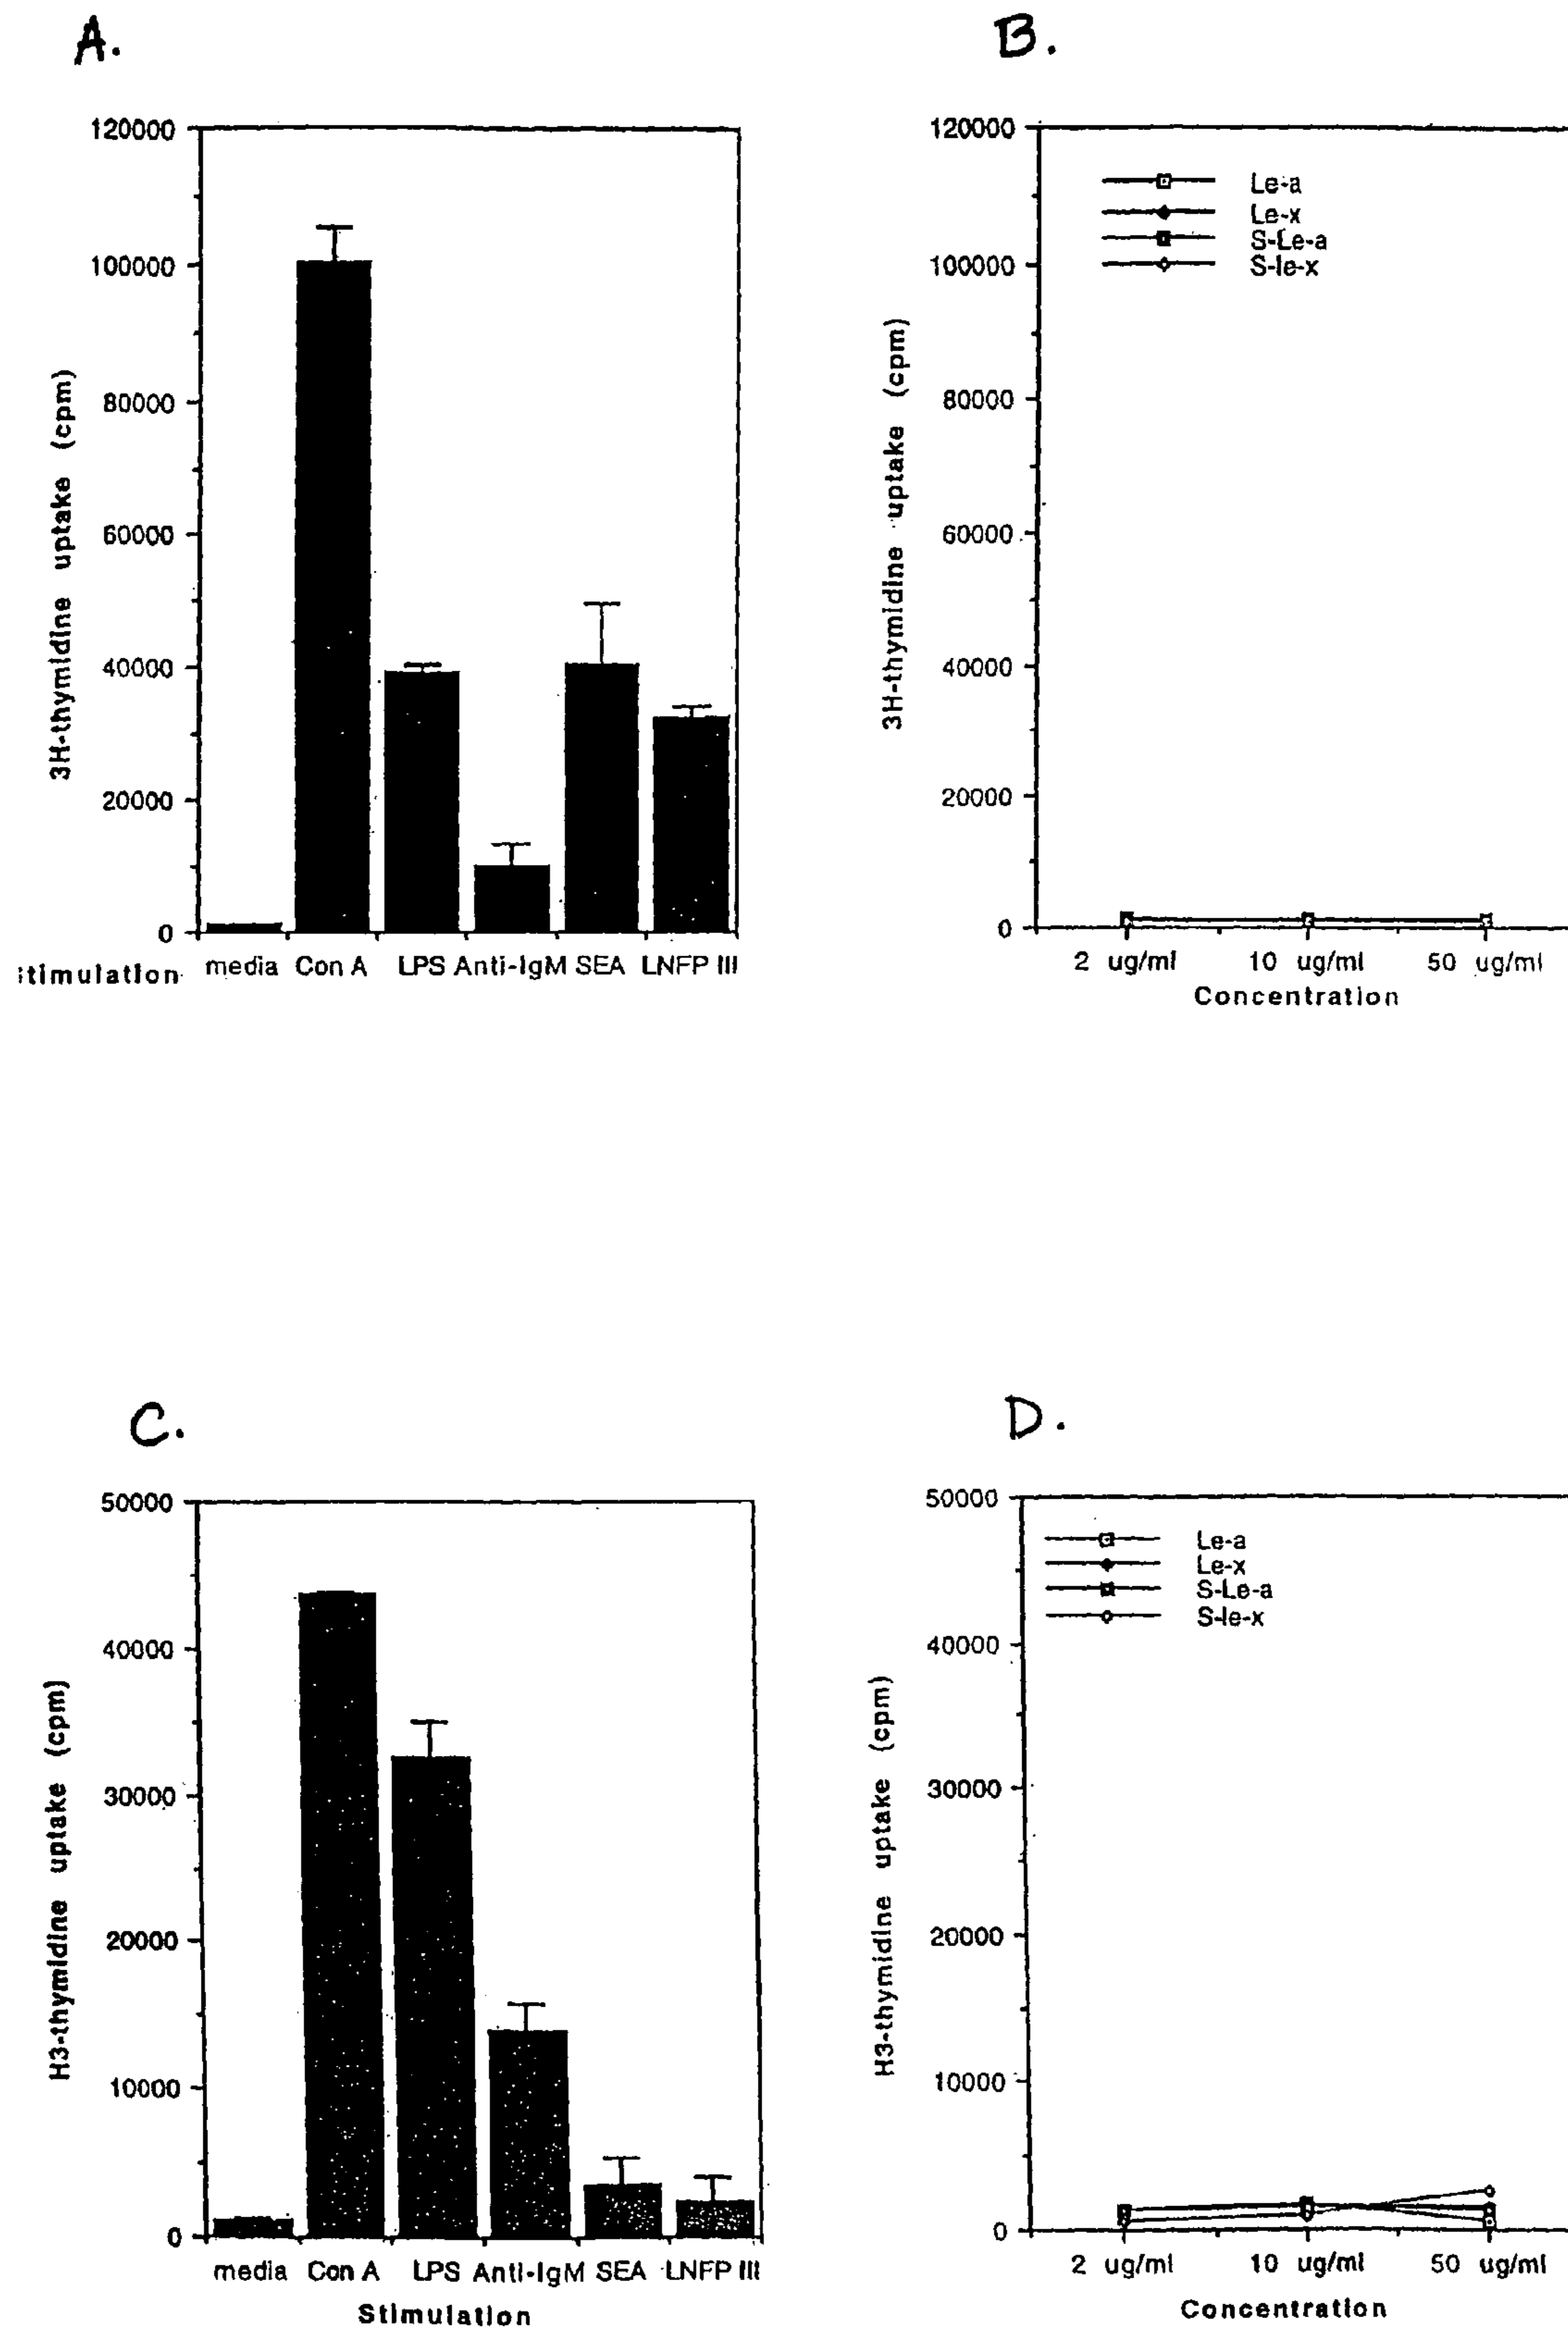 A.
120000
100000
80000
60000
40000
20000
0
3H-thymidine uptake (cpm)
media Con A LPS Anti-IgM SEA LNFP III
timulation
B.
120000
100000
80000
60000
40000
20000
0
3H-thymidine uptake (cpm)
Le-a
Le-x
S-Le-a
S-le-x
2 ug/ml 10 ug/ml 50 ug/ml
Concentration
C.
50000
40000
30000
20000
10000
0
H3-thymidine uptake (cpm)
media Con A LPS Anti-IgM SEA LNFP III
Stimulation
D.
50000
40000
30000
20000
10000
0
H3-thymidine uptake (cpm)
Le-a
Le-x
S-Le-a
S-le-x
2 ug/ml 10 ug/ml 50 ug/ml
Concentration